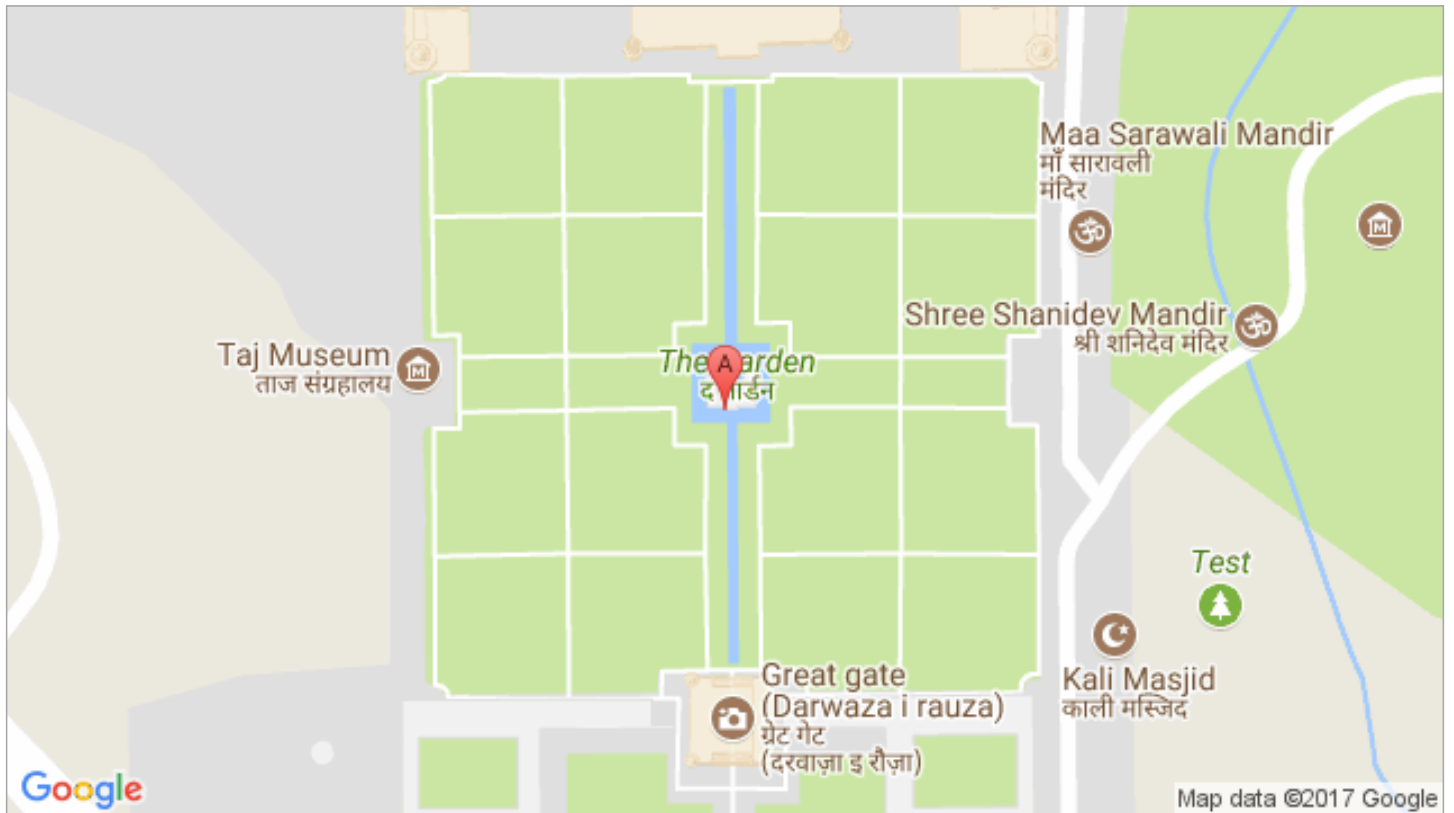 Maa Sarawali Mandir
माँ सारावली
मंदिर
Shree Shanidev Mandir
श्री शनिदेव मंदिर
Taj Museum
ताज संग्रहालय
M
M
A
Test
Great gate
(Darwaza i rauza)
ग्रेट गेट
(दरवाज़ा इ रौज़ा)
Kali Masjid
काली मस्जिद
Google
Map data ©2017 Google